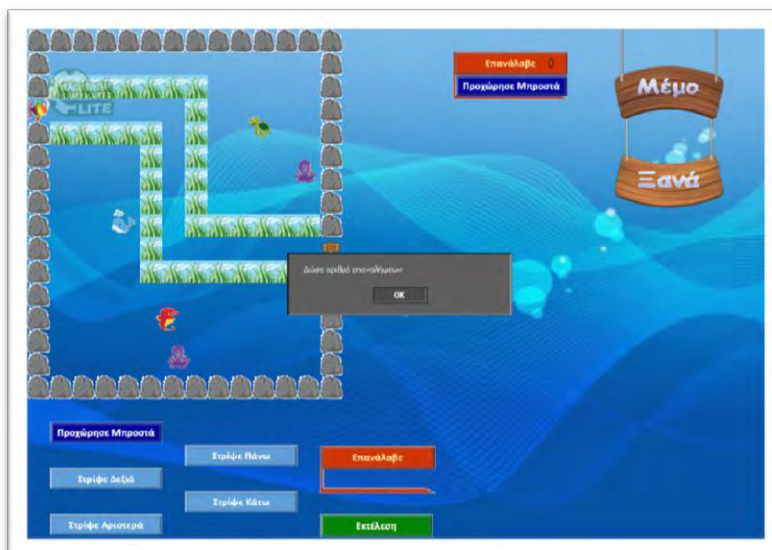 Επανάλαβε 0
Προχώρησε Μπροστά
Μέμο
Ξανά
LITE
Δώσε αριθμό επαναλήψεων:
OK
Προχώρησε Μπροστά
Στρίψε Πάνω
Επανάλαβε
Στρίψε Δεξιά
Στρίψε Κάτω
Στρίψε Αριστερά
Εκτέλεση